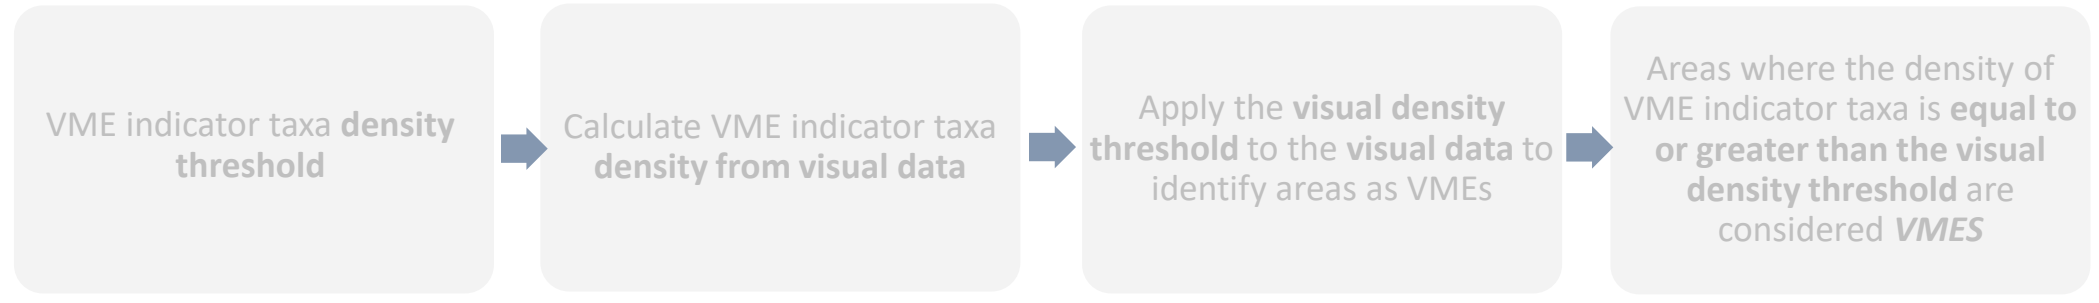 VME indicator taxa density
threshold
Calculate VME indicator taxa
density from visual data
Apply the visual density
threshold to the visual data to
identify areas as VMEs
Areas where the density of
VME indicator taxa is equal to
or greater than the visual
density threshold are
considered VMES